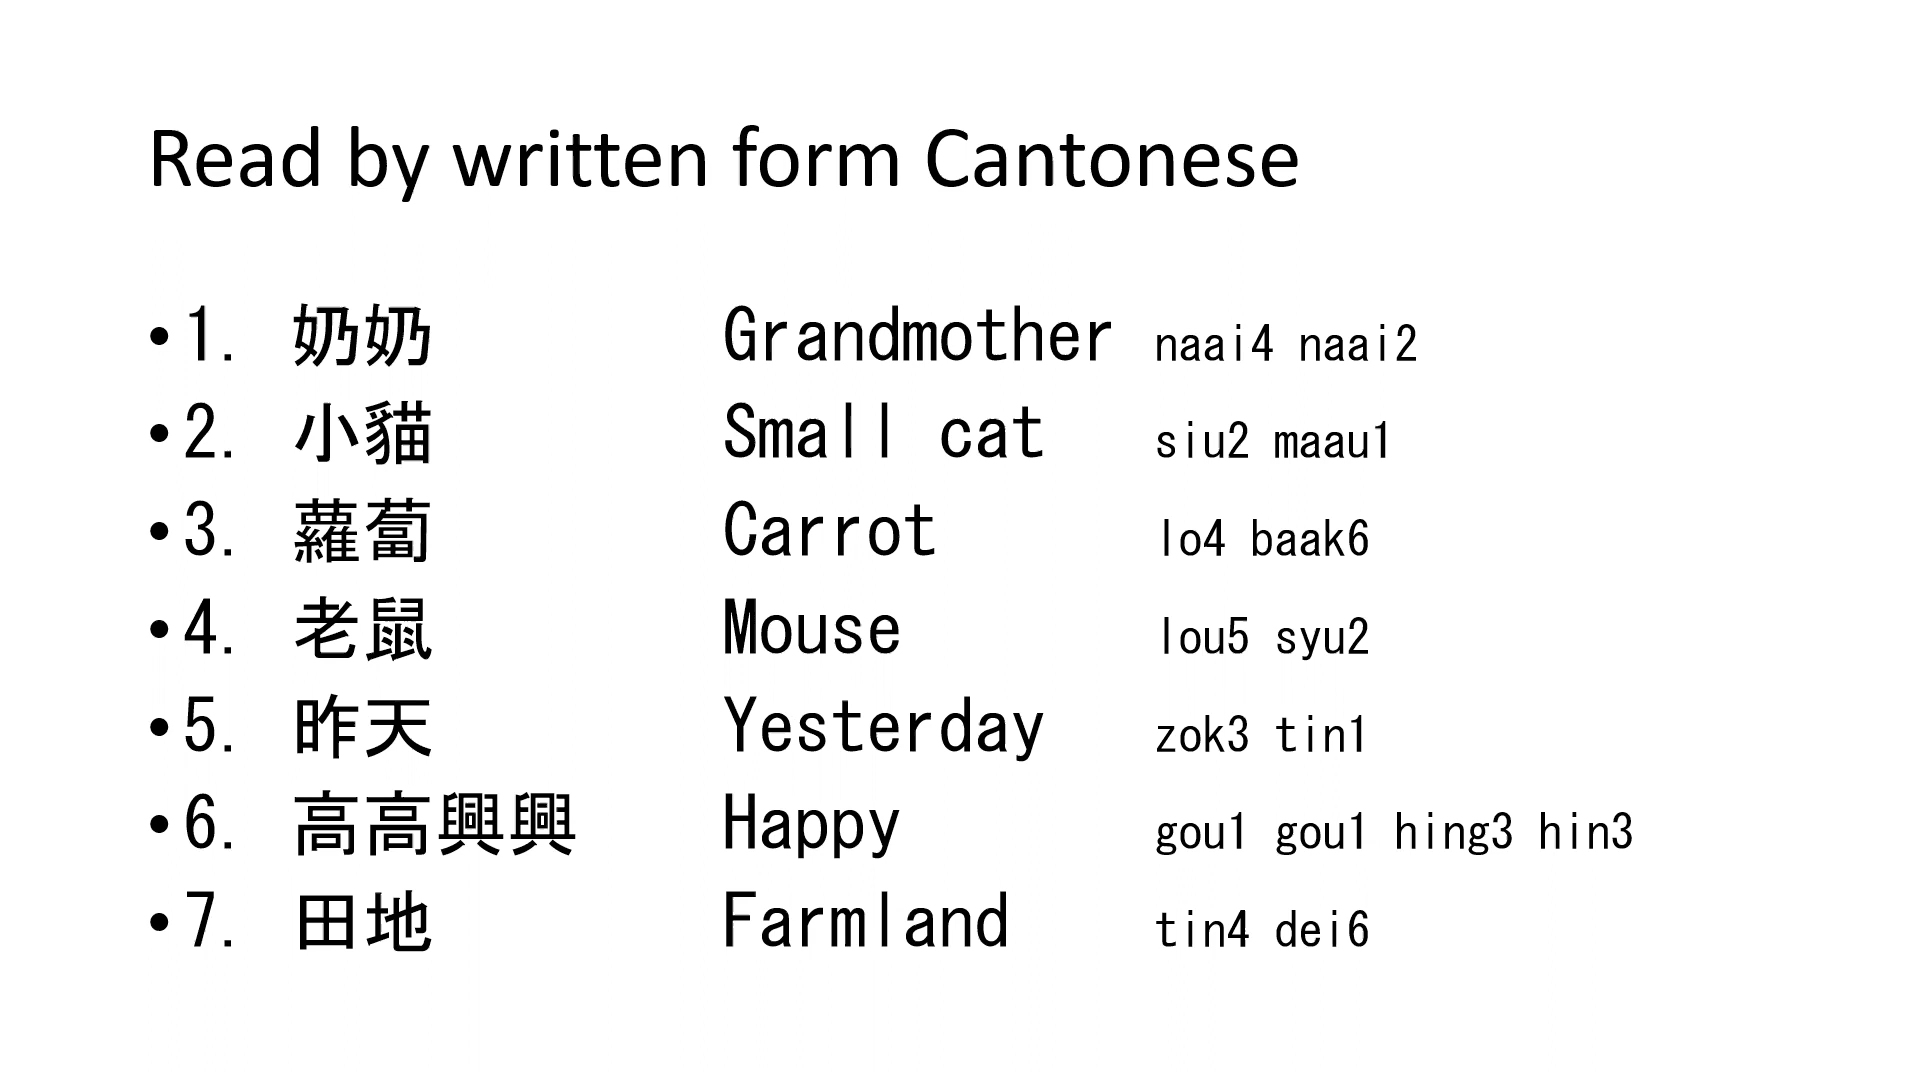 Read by written form Cantonese
• 1. 奶奶 Grandmother naai4 naai2
• 2. 小貓 Small cat siu2 maau1
• 3. 蘿蔔 Carrot lo4 baak6
• 4. 老鼠 Mouse lou5 syu2
• 5. 昨天 Yesterday zok3 tin1
• 6. 高高興興 Happy gou1 gou1 hing3 hin3
• 7. 田地 Farmland tin4 dei6